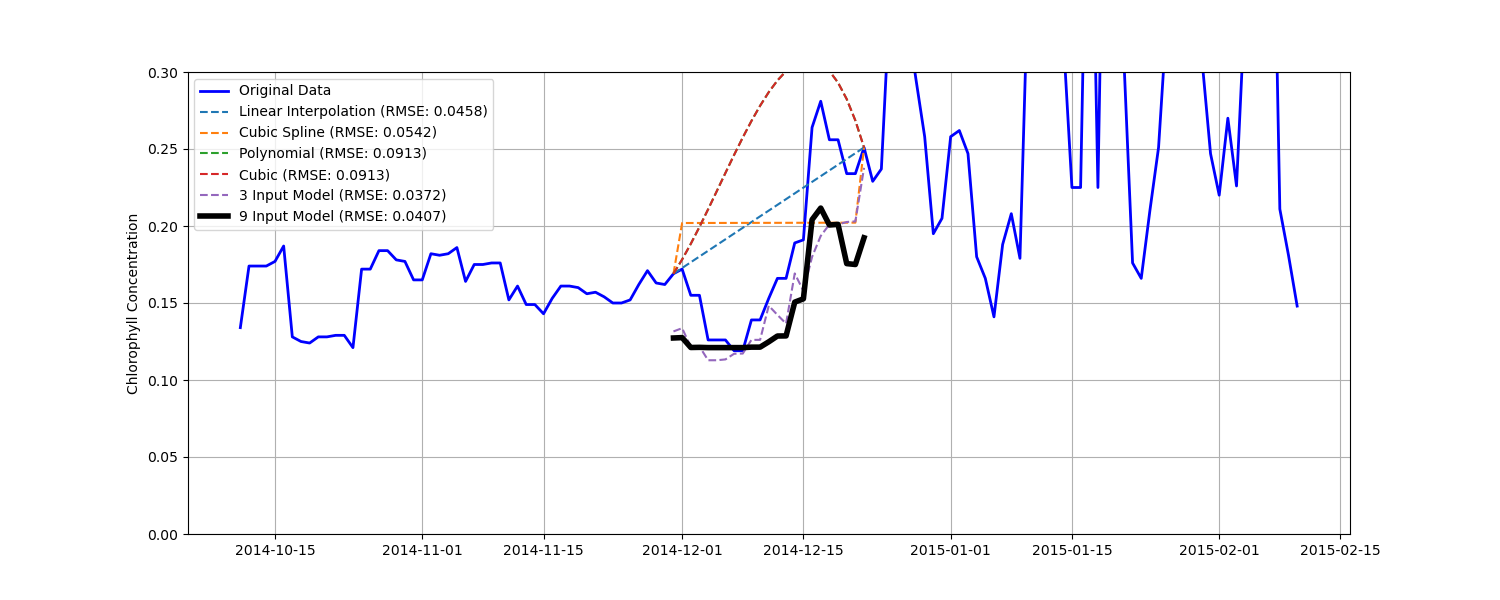 Original Data
Linear Interpolation (RMSE: 0.0458)
Cubic Spline (RMSE: 0.0542)
Polynomial (RMSE: 0.0913)
Cubic (RMSE: 0.0913)
3 Input Model (RMSE: 0.0372)
9 Input Model (RMSE: 0.0407)
Chlorophyll Concentration
0.30
0.25
0.20
0.15
0.10
0.05
0.00
2014-10-15 2014-11-01 2014-11-15 2014-12-01 2014-12-15 2015-01-01 2015-01-15 2015-02-01 2015-02-15